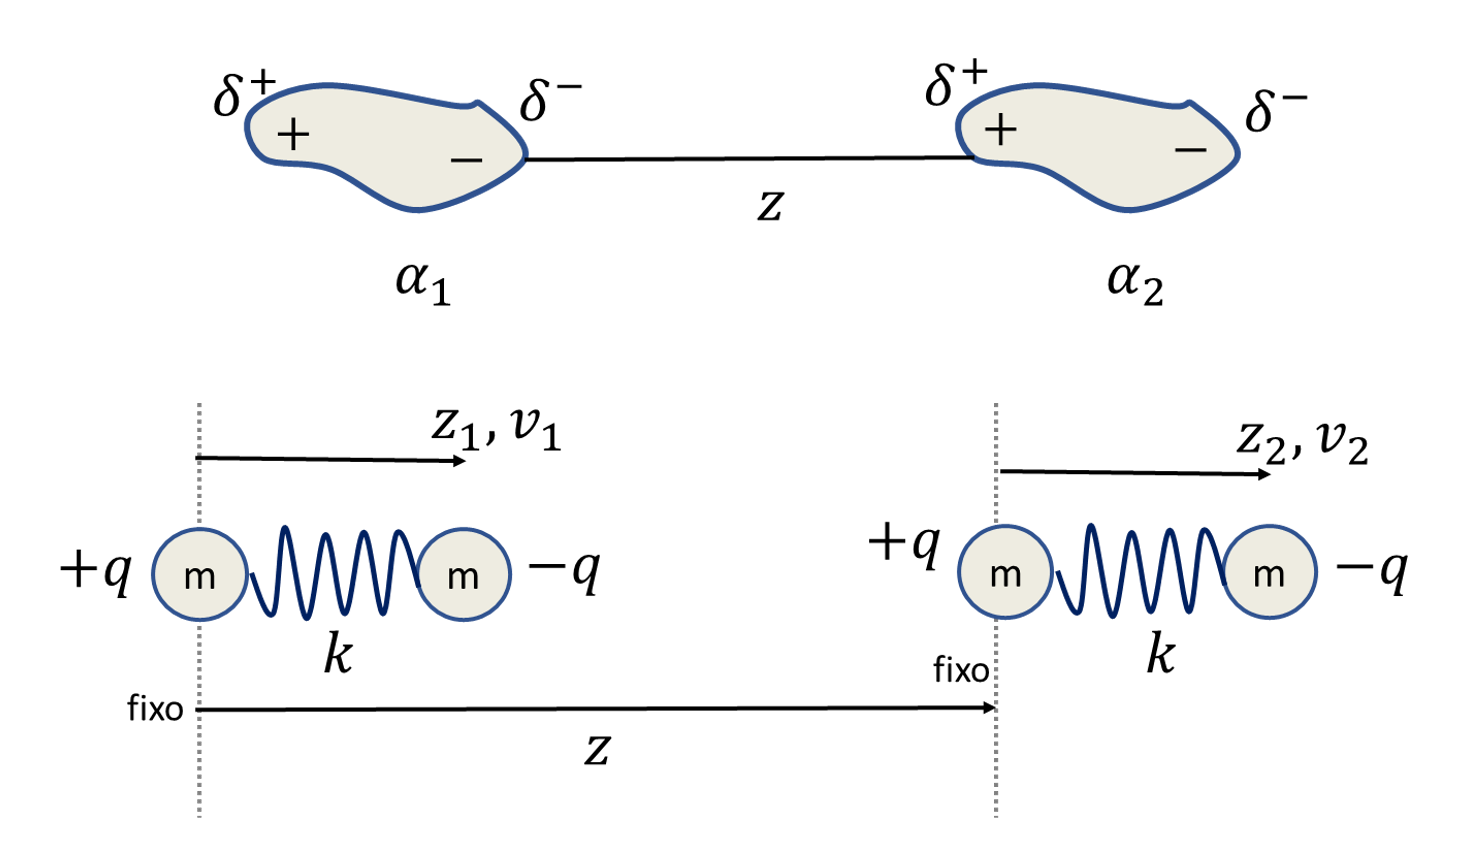 δ⁺ δ⁻ δ⁺ δ⁻
+ − + −
z
α₁ α₂
z₁, v₁ z₂, v₂
+q m m −q +q m m −q
k k
fixo fixo
z